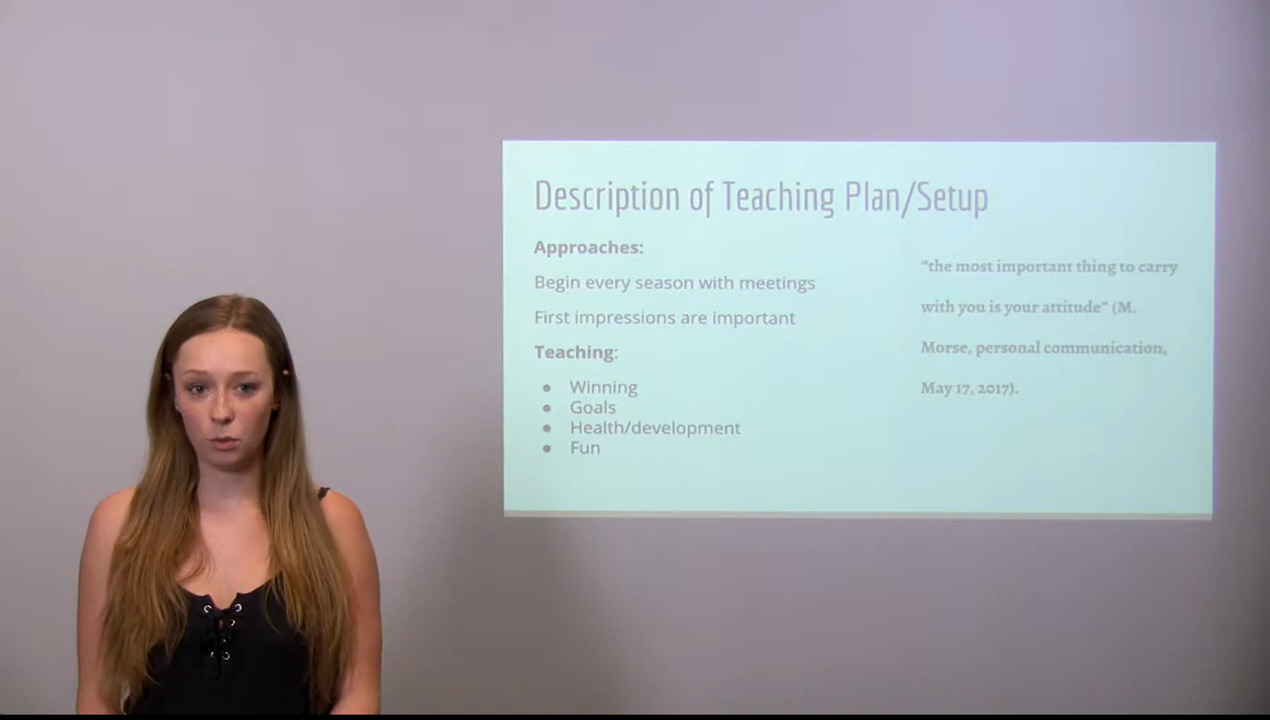 Description of Teaching Plan/Setup
Approaches:
Begin every season with meetings
First impressions are important
Teaching:
● Winning
● Goals
● Health/development
● Fun
“the most important thing to carry
with you is your attitude” (M.
Morse, personal communication,
May 17, 2017).